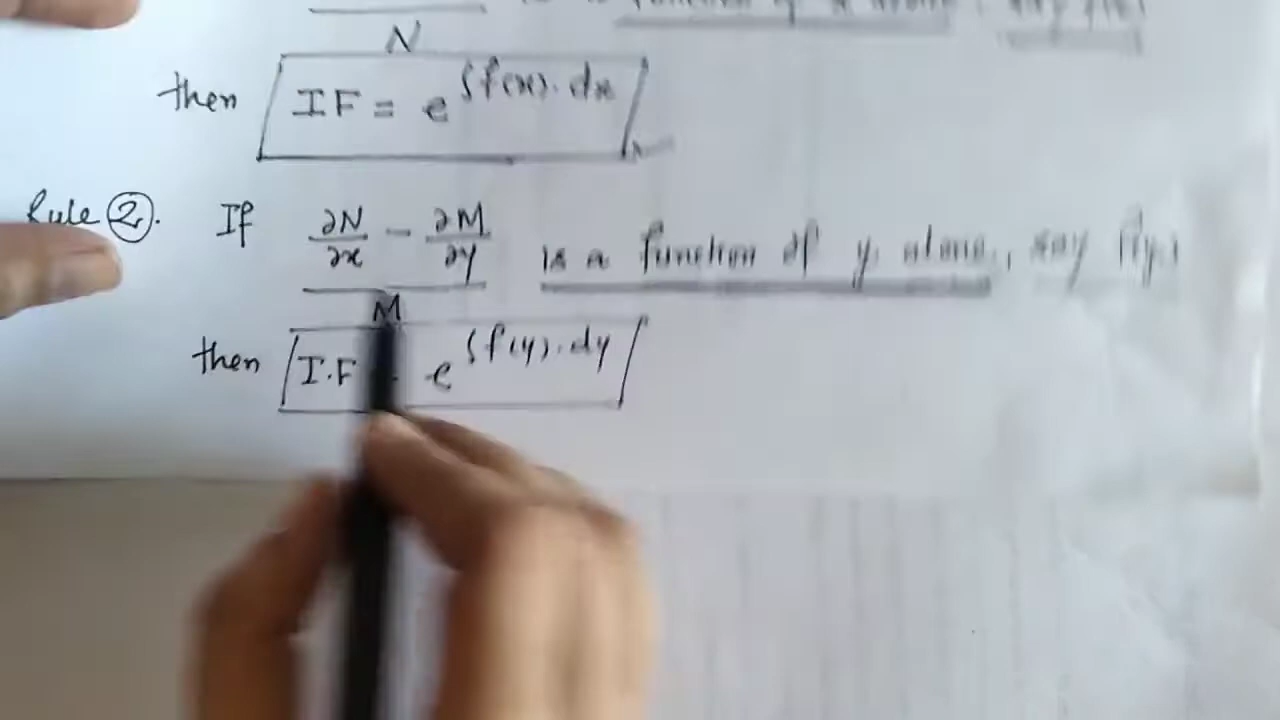 N
then IF = e^∫f(x).dx
Rule ②. If ∂N/∂x - ∂M/∂y is a function of y alone, say f(y)
M
then I.F e^∫f(y).dy